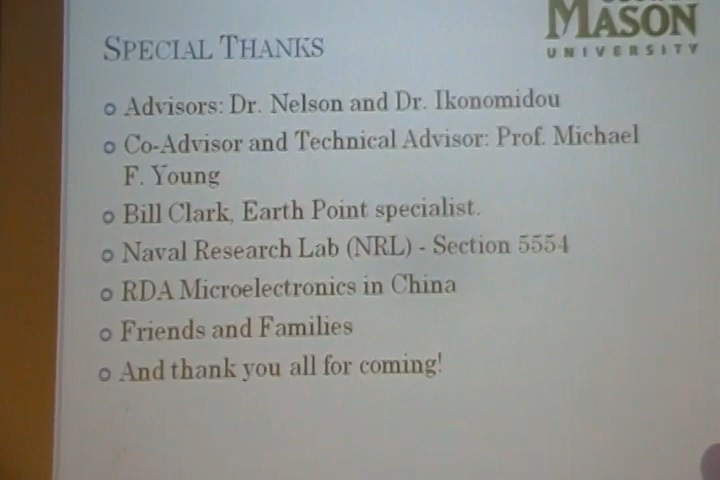 MASON
UNIVERSITY
SPECIAL THANKS
Advisors: Dr. Nelson and Dr. Ikonomidou
Co-Advisor and Technical Advisor: Prof. Michael
F. Young
Bill Clark, Earth Point specialist.
Naval Research Lab (NRL) - Section 5554
RDA Microelectronics in China
Friends and Families
And thank you all for coming!